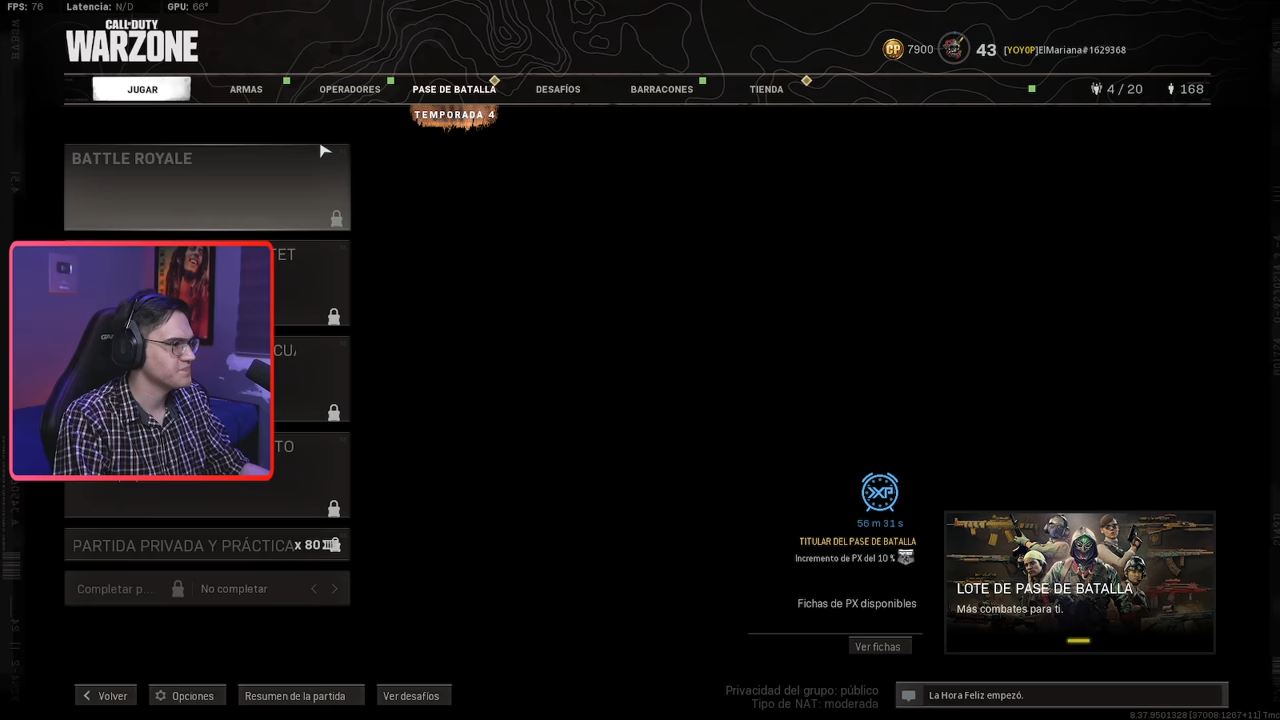 FPS: 76 Latencia: N/D GPU: 66°
CALL OF DUTY
WARZONE
7900 43 [YOY0P]ElMariana#1629368
JUGAR ARMAS OPERADORES PASE DE BATALLA DESAFÍOS BARRACONES TIENDA 4 / 20 168
TEMPORADA 4
BATTLE ROYALE
TET
CUA
TO
PARTIDA PRIVADA Y PRÁCTICA x 80
Completar p... No completar
XP
56 m 31 s
TITULAR DEL PASE DE BATALLA
Incremento de PX del 10 %
Fichas de PX disponibles
Ver fichas
LOTE DE PASE DE BATALLA
Más combates para ti.
Volver Opciones Resumen de la partida Ver desafíos
Privacidad del grupo: público
Tipo de NAT: moderada
La Hora Feliz empezó.